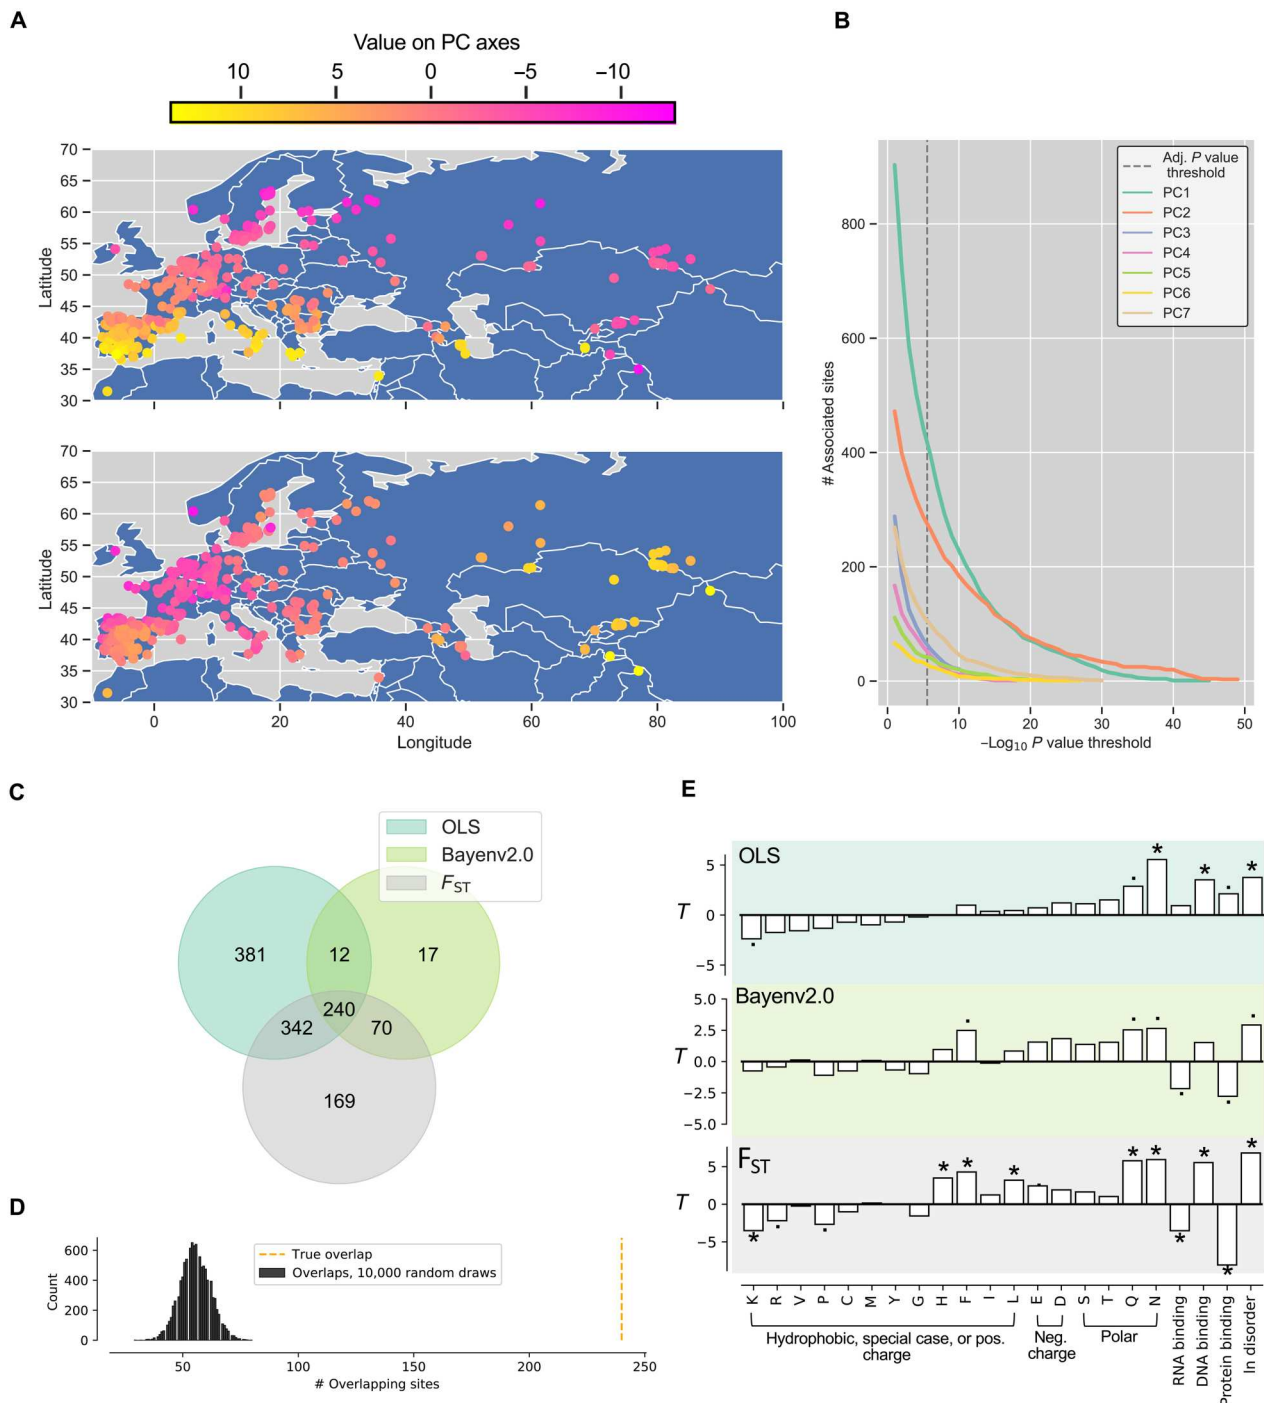 A
Value on PC axes
10 5 0 −5 −10
70
65
60
55
50
45
40
35
30
Latitude
70
65
60
55
50
45
40
35
30
Latitude
0 20 40 60 80 100
Longitude
B
Adj. P value
threshold
PC1
PC2
PC3
PC4
PC5
PC6
PC7
800
600
400
200
0
# Associated sites
0 10 20 30 40 50
−Log10 P value threshold
C
OLS
Bayenv2.0
FST
381 12 17
240
342 70
169
D
True overlap
Overlaps, 10,000 random draws
600
400
200
0
Count
50 100 150 200 250
# Overlapping sites
E
OLS
5
0
−5
T
* * *
Bayenv2.0
5.0
2.5
0.0
−2.5
−5.0
T
FST
5
0
−5
T
* * * * * * * * * *
K R V P C M Y G H F I L E D S T Q N RNA binding DNA binding Protein binding In disorder
Hydrophobic, special case, or pos.
charge
Neg.
charge
Polar